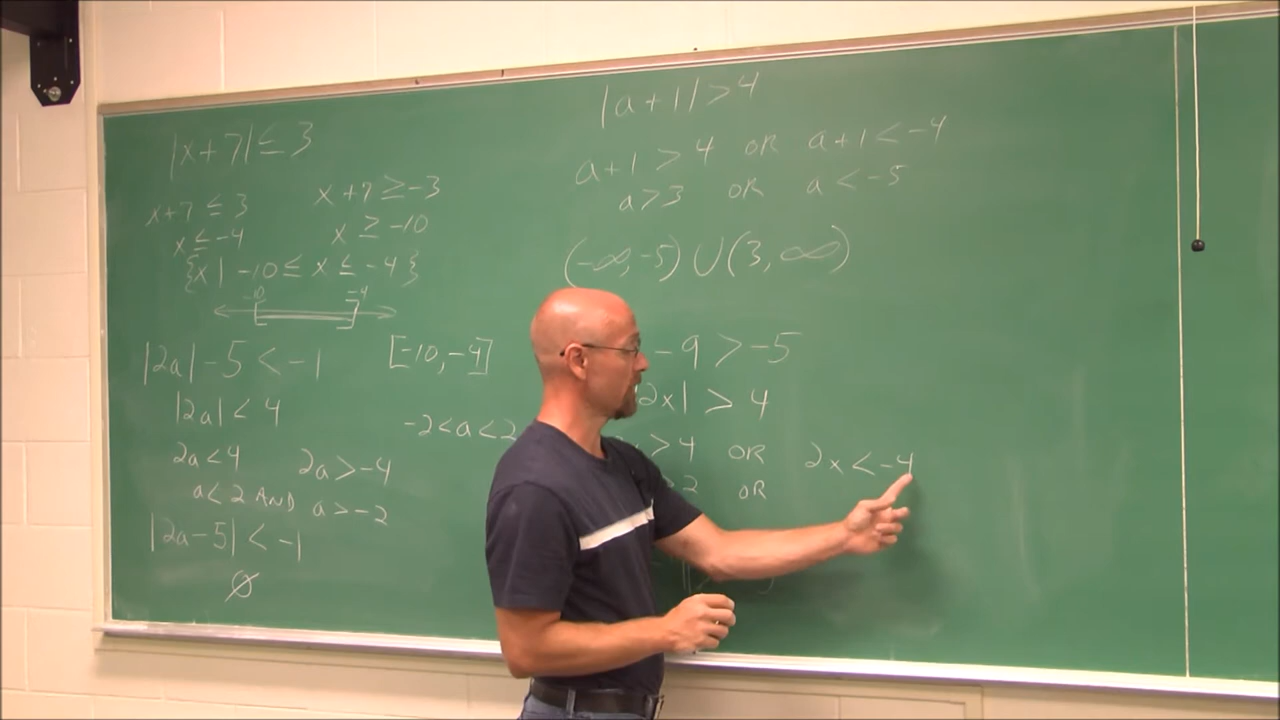 |x+7| ≤ 3
x+7 ≤ 3    x+7 ≥ -3
x ≤ -4    x ≥ -10
{x | -10 ≤ x ≤ -4}
-10    -4
[-10, -4]
|2a| - 5 < -1
|2a| < 4
-2 < a < 2
2a < 4    2a > -4
a < 2 AND a > -2
|2a-5| < -1
∅
|a+1| > 4
a+1 > 4 OR a+1 < -4
a > 3 OR a < -5
(-∞, -5) ∪ (3, ∞)
- 9 > -5
2x| > 4
> 4 OR 2x < -4
> 2 OR